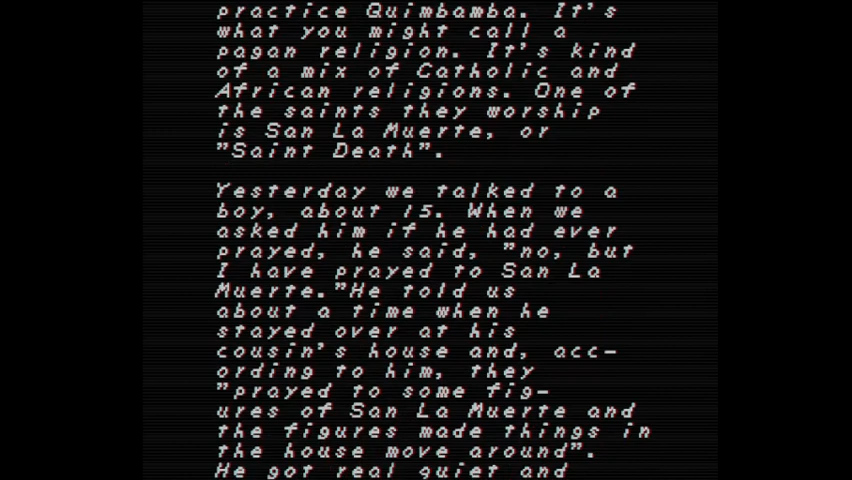 practice Quimbamba. It's
what you might call a
pagan religion. It's kind
of a mix of Catholic and
African religions. One of
the saints they worship
is San La Muerte, or
"Saint Death".
Yesterday we talked to a
boy, about 15. When we
asked him if he had ever
prayed, he said, "no, but
I have prayed to San La
Muerte."He told us
about a time when he
stayed over at his
cousin's house and, acc-
ording to him, they
"prayed to some fig-
ures of San La Muerte and
the figures made things in
the house move around".
He got real quiet and